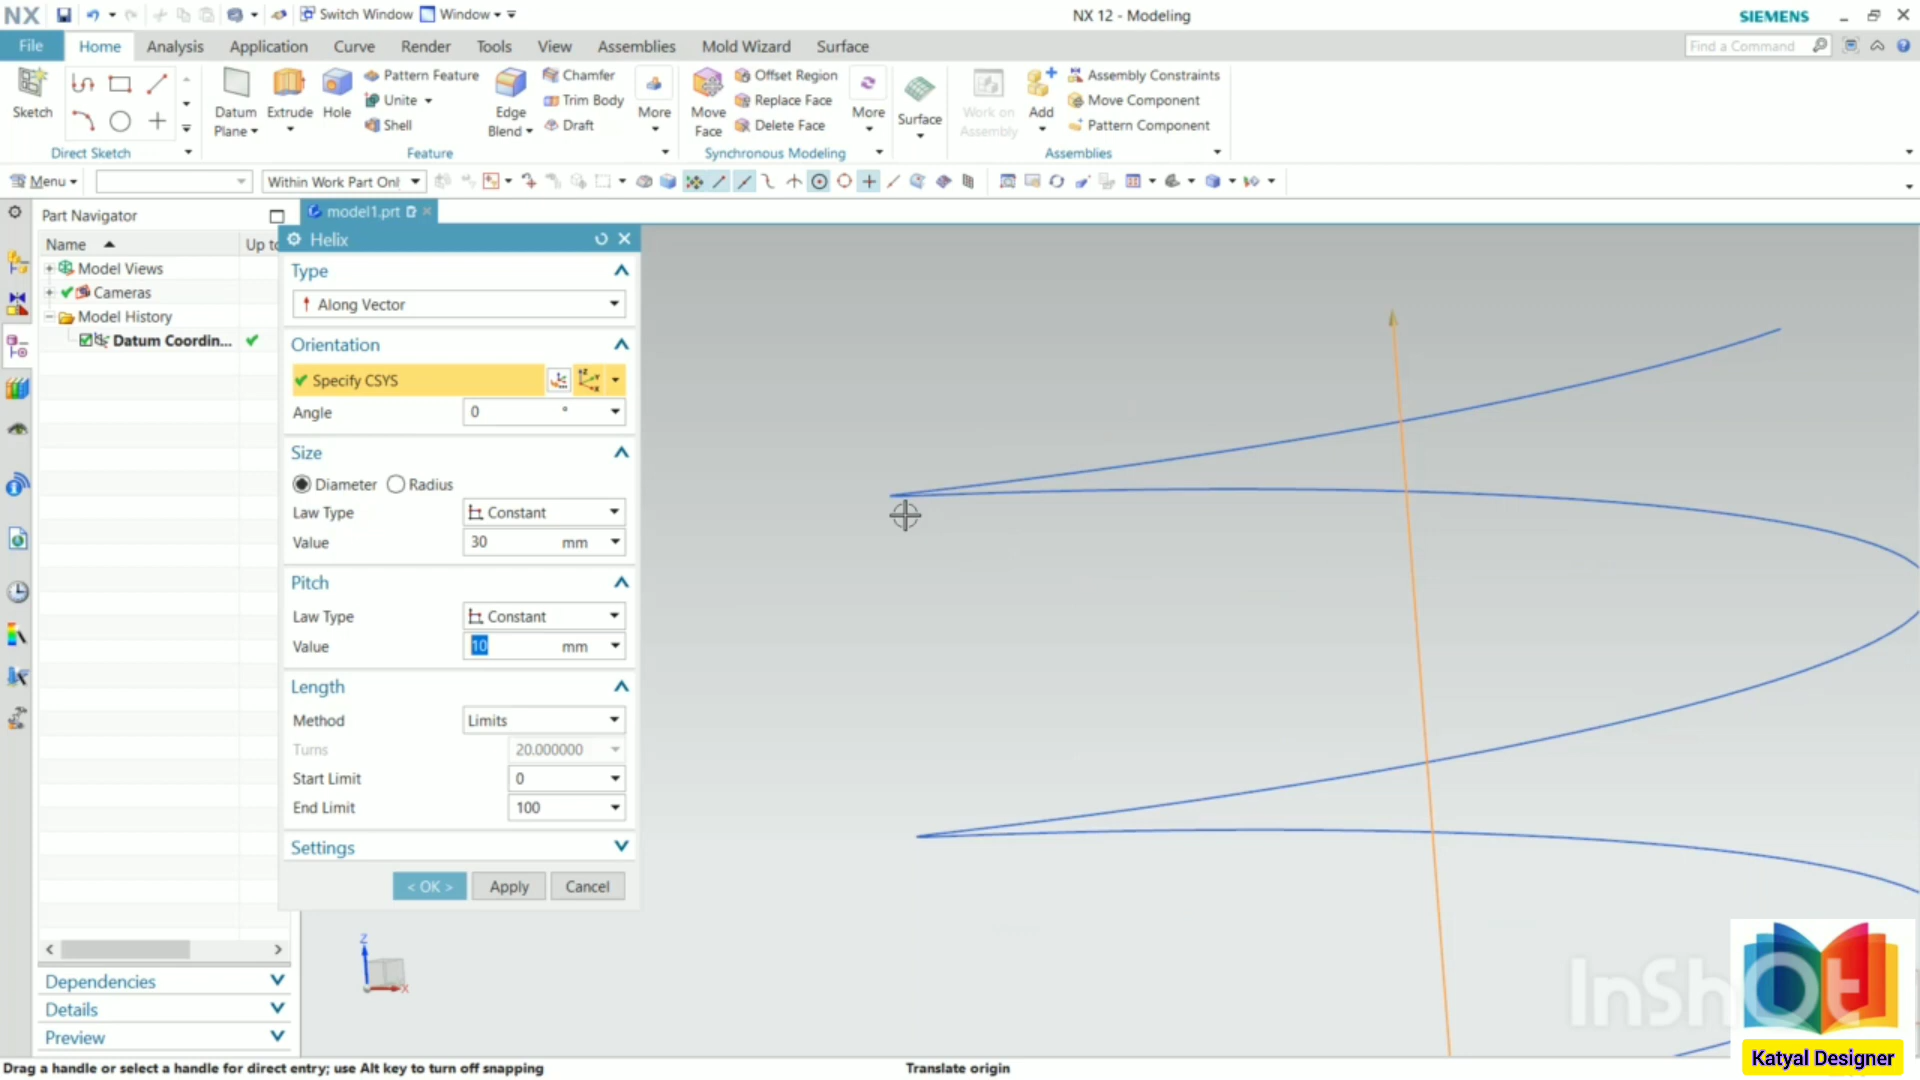 NX
Switch Window
Window
NX 12 - Modeling
SIEMENS
File
Home
Analysis
Application
Curve
Render
Tools
View
Assemblies
Mold Wizard
Surface
Find a Command
Sketch
Direct Sketch
Datum Plane
Extrude
Hole
Pattern Feature
Unite
Shell
Edge Blend
Chamfer
Trim Body
Draft
More
Feature
Move Face
Offset Region
Replace Face
Delete Face
More
Synchronous Modeling
Surface
Work on Assembly
Add
Assembly Constraints
Move Component
Pattern Component
Assemblies
Menu
Within Work Part Onl
Part Navigator
model1.prt
Name
Up to
Model Views
Cameras
Model History
Datum Coordin...
Helix
Type
Along Vector
Orientation
Specify CSYS
Angle 0 °
Size
Diameter Radius
Law Type Constant
Value 30 mm
Pitch
Law Type Constant
Value 10 mm
Length
Method Limits
Turns 20.000000
Start Limit 0
End Limit 100
Settings
< OK > Apply Cancel
Z
X
Dependencies
Details
Preview
InShOt
Katyal Designer
Drag a handle or select a handle for direct entry; use Alt key to turn off snapping
Translate origin